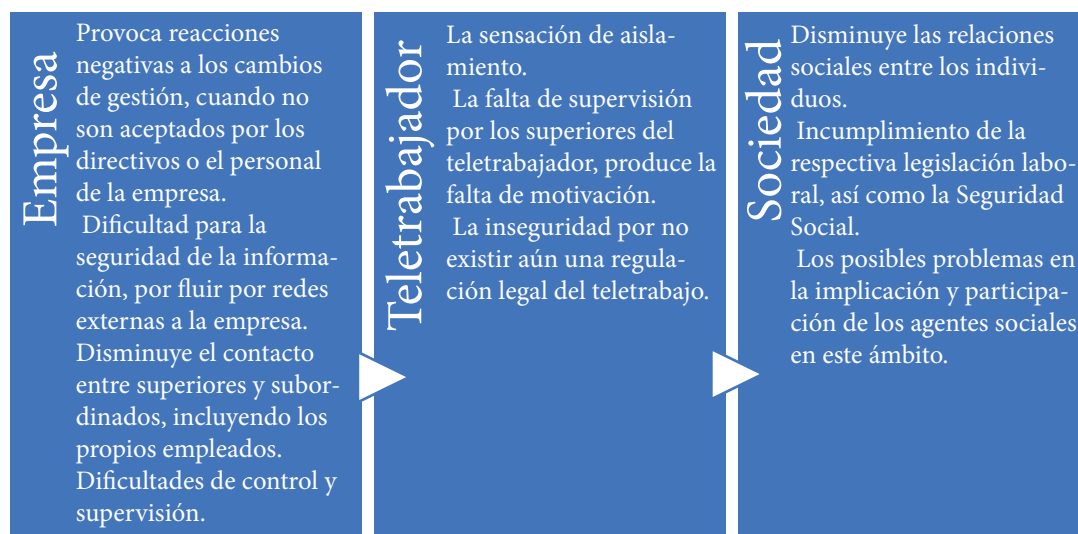 Empresa
Provoca reacciones
negativas a los cambios
de gestión, cuando no
son aceptados por los
directivos o el personal
de la empresa.
Dificultad para la
seguridad de la informa-
ción, por fluir por redes
externas a la empresa.
Disminuye el contacto
entre superiores y subor-
dinados, incluyendo los
propios empleados.
Dificultades de control y
supervisión.
Teletrabajador
La sensación de aisla-
miento.
La falta de supervisión
por los superiores del
teletrabajador, produce la
falta de motivación.
La inseguridad por no
existir aún una regula-
ción legal del teletrabajo.
Sociedad
Disminuye las relaciones
sociales entre los indivi-
duos.
Incumplimiento de la
respectiva legislación labo-
ral, así como la Seguridad
Social.
Los posibles problemas en
la implicación y participa-
ción de los agentes sociales
en este ámbito.